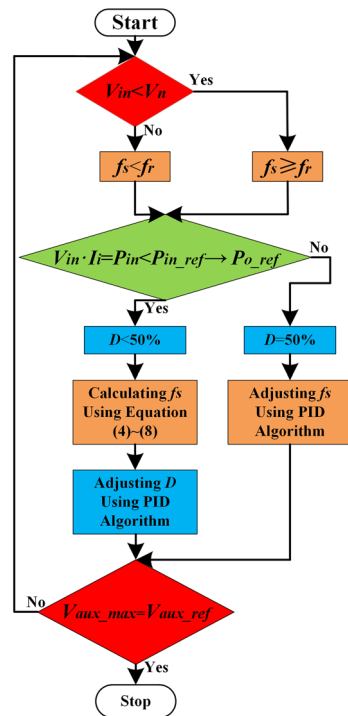 Start
Vin<Vn
Yes
No
fs<fr
fs≥fr
Vin·Ii=Pin<Pin_ref→Po_ref
No
Yes
D<50%
D=50%
Calculating fs
Using Equation
(4)~(8)
Adjusting fs
Using PID
Algorithm
Adjusting D
Using PID
Algorithm
No
Vaux_max=Vaux_ref
Yes
Stop